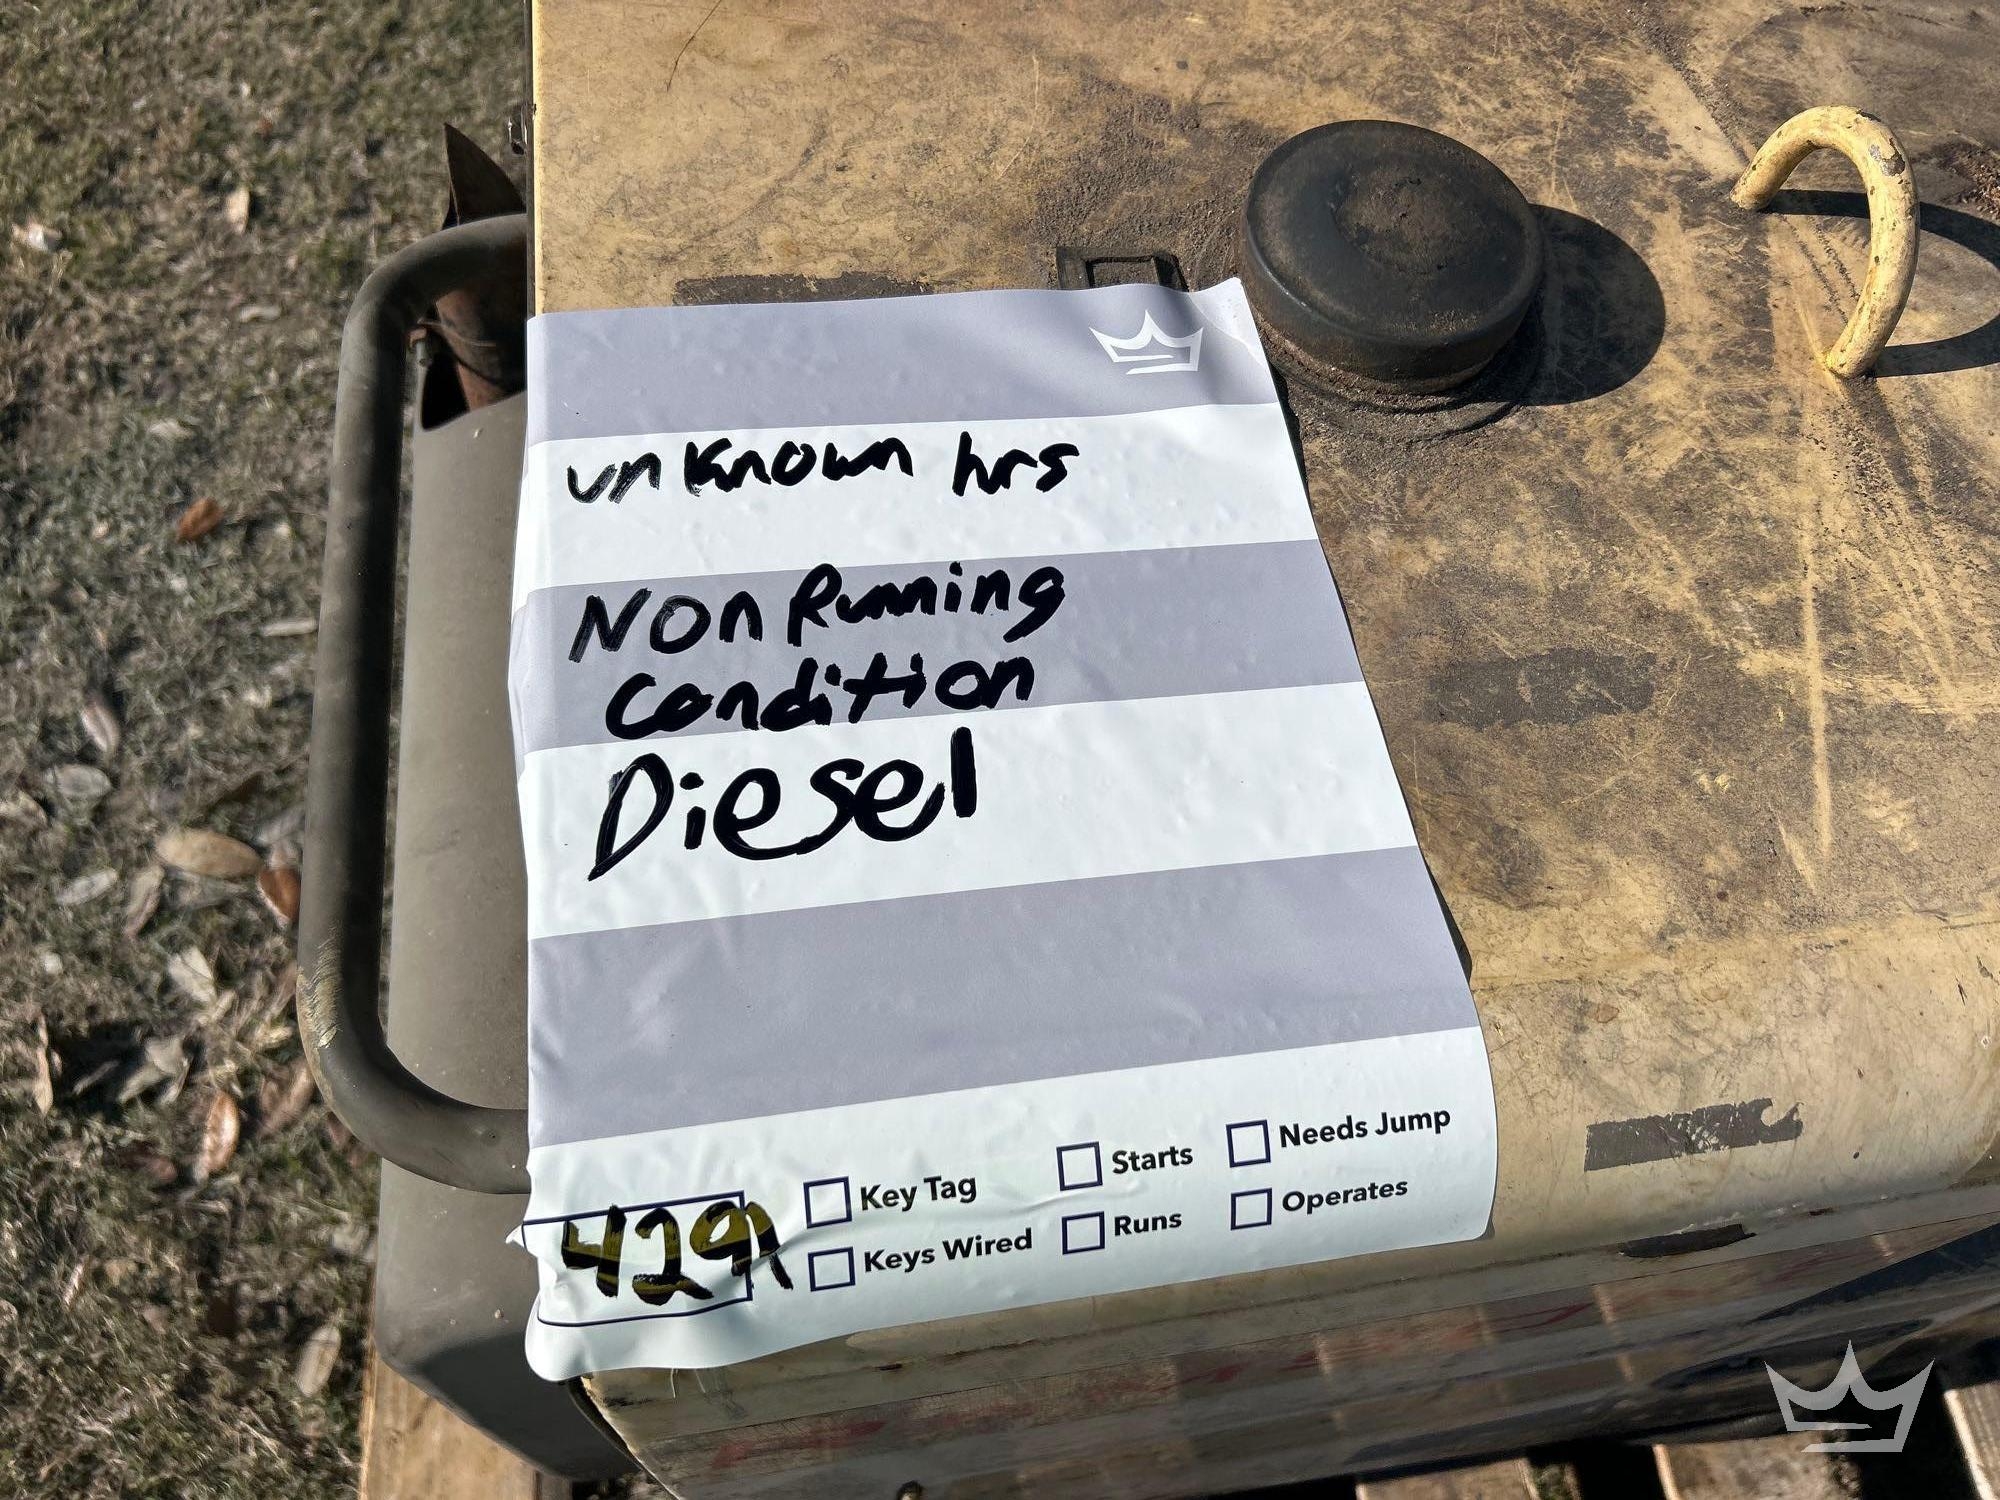 unknown hrs
Non Running
condition
Diesel
429
Key Tag
Starts
Needs Jump
Keys Wired
Runs
Operates